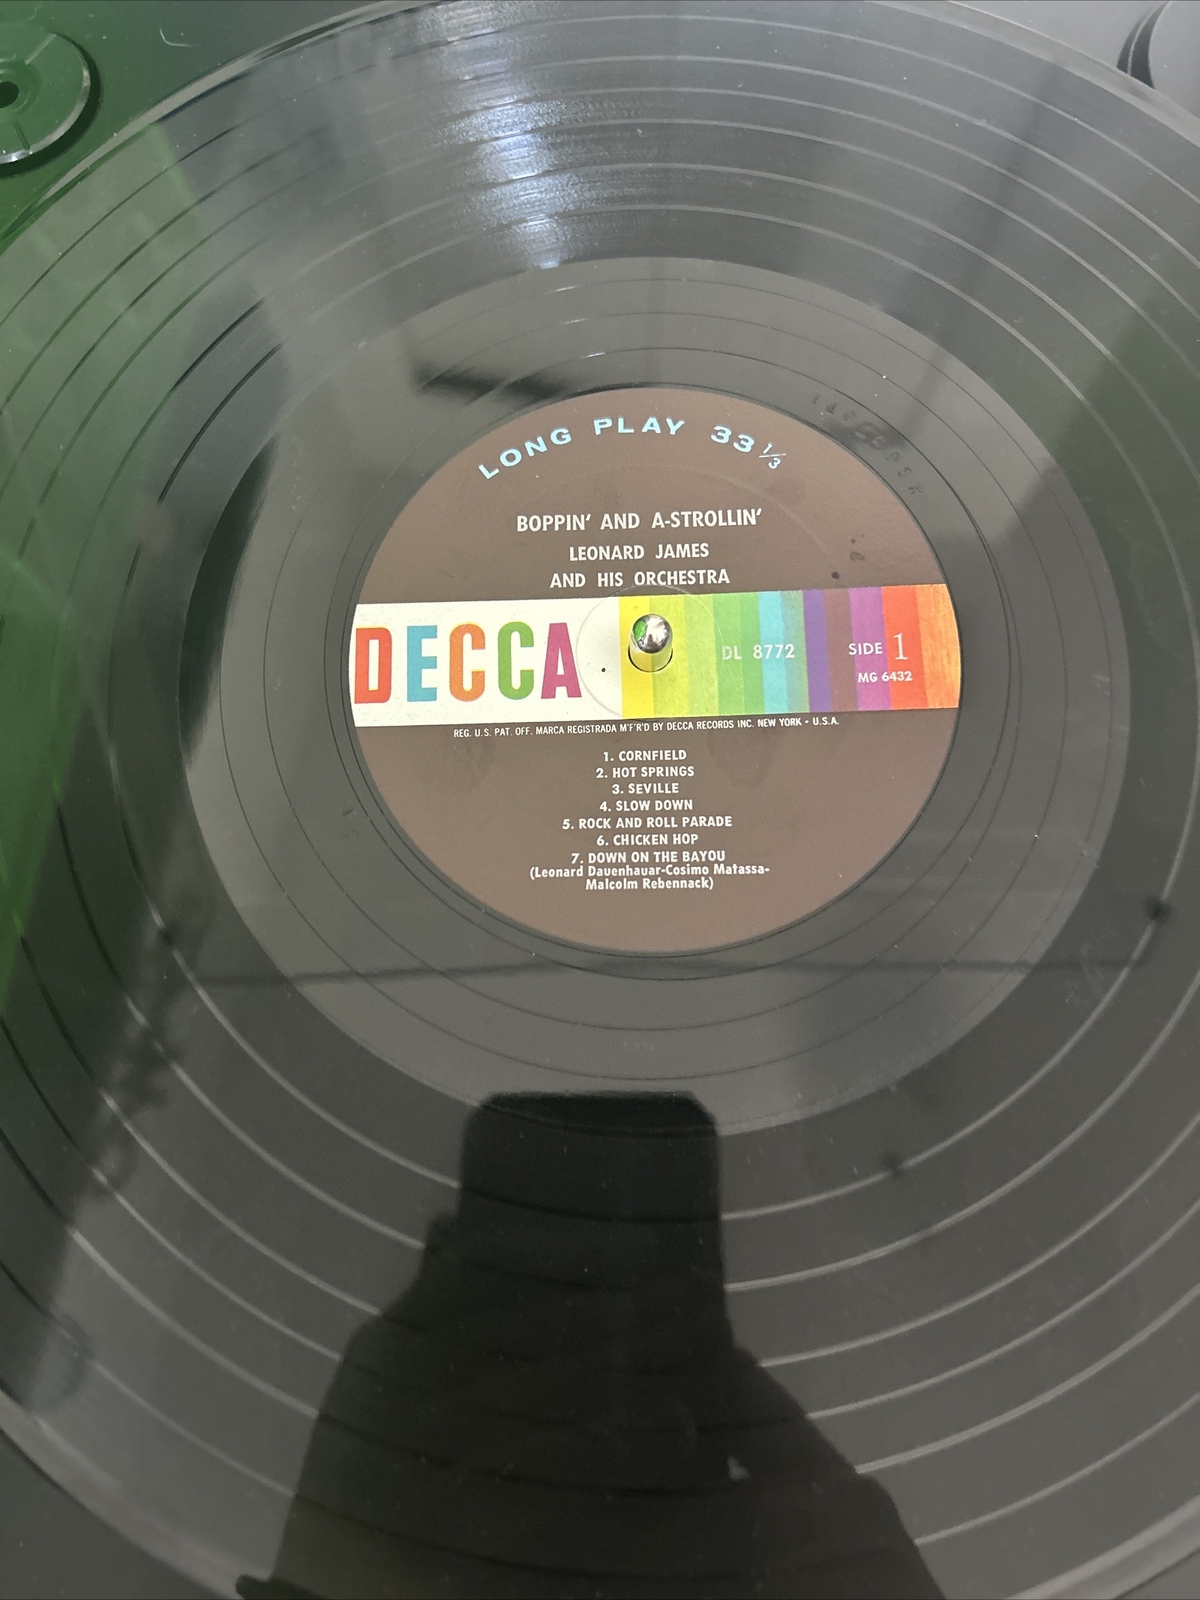 LONG PLAY 33 1/3
BOPPIN' AND A-STROLLIN'
LEONARD JAMES
AND HIS ORCHESTRA
DECCA
DL 8772
SIDE 1
MG 6432
REG. U.S. PAT. OFF. MARCA REGISTRADA M'F'R'D BY DECCA RECORDS INC. NEW YORK • U.S.A.
1. CORNFIELD
2. HOT SPRINGS
3. SEVILLE
4. SLOW DOWN
5. ROCK AND ROLL PARADE
6. CHICKEN HOP
7. DOWN ON THE BAYOU
(Leonard Dauenhauar-Cosimo Matassa-
Malcolm Rebennack)